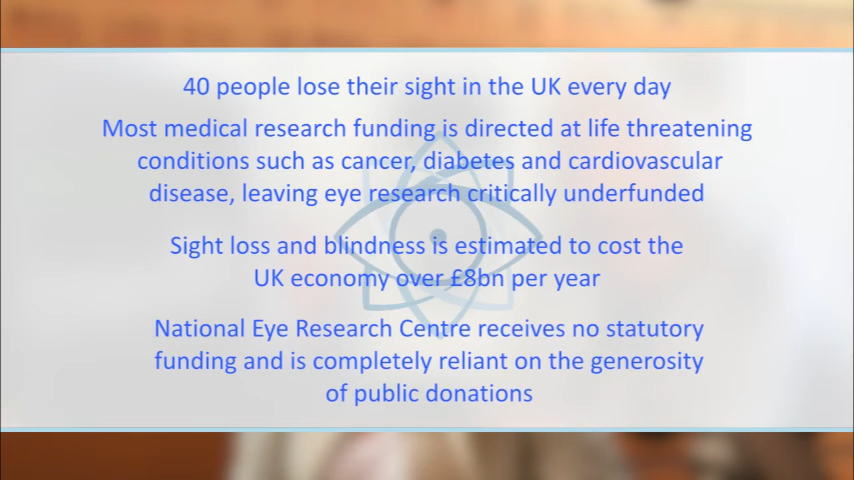 40 people lose their sight in the UK every day
Most medical research funding is directed at life threatening
conditions such as cancer, diabetes and cardiovascular
disease, leaving eye research critically underfunded
Sight loss and blindness is estimated to cost the
UK economy over £8bn per year
National Eye Research Centre receives no statutory
funding and is completely reliant on the generosity
of public donations